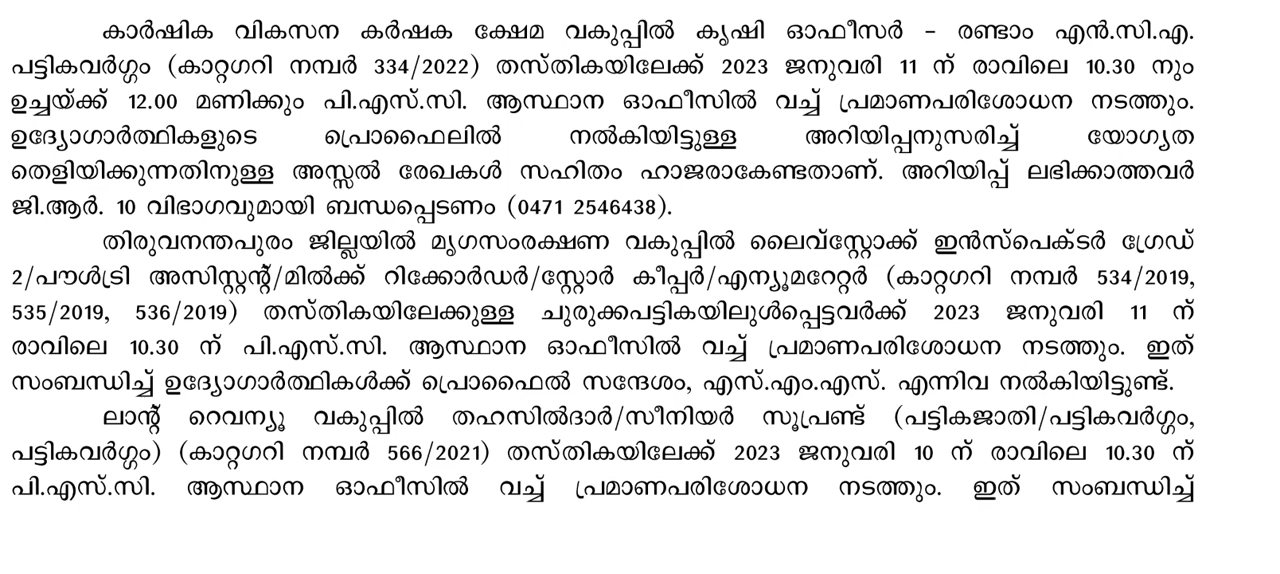 കാർഷിക വികസന കർഷക ക്ഷേമ വകുപ്പിൽ കൃഷി ഓഫീസർ – രണ്ടാം എൻ.സി.എ.
പട്ടികവർഗ്ഗം (കാറ്റഗറി നമ്പർ 334/2022) തസ്തികയിലേക്ക് 2023 ജനുവരി 11 ന് രാവിലെ 10.30 നും
ഉച്ചയ്ക്ക് 12.00 മണിക്കും പി.എസ്.സി. ആസ്ഥാന ഓഫീസിൽ വച്ച് പ്രമാണപരിശോധന നടത്തും.
ഉദ്യോഗാർത്ഥികളുടെ പ്രൊഫൈലിൽ നൽകിയിട്ടുള്ള അറിയിപ്പനുസരിച്ച് യോഗ്യത
തെളിയിക്കുന്നതിനുള്ള അസ്സൽ രേഖകൾ സഹിതം ഹാജരാകേണ്ടതാണ്. അറിയിപ്പ് ലഭിക്കാത്തവർ
ജി.ആർ. 10 വിഭാഗവുമായി ബന്ധപ്പെടണം (0471 2546438).
തിരുവനന്തപുരം ജില്ലയിൽ മൃഗസംരക്ഷണ വകുപ്പിൽ ലൈവ്സ്റ്റോക്ക് ഇൻസ്പെക്ടർ ഗ്രേഡ്
2/പൗൾട്രി അസിസ്റ്റന്റ്/മിൽക്ക് റിക്കോർഡർ/സ്റ്റോർ കീപ്പർ/എന്യൂമറേറ്റർ (കാറ്റഗറി നമ്പർ 534/2019,
535/2019, 536/2019) തസ്തികയിലേക്കുള്ള ചുരുക്കപട്ടികയിലുൾപ്പെട്ടവർക്ക് 2023 ജനുവരി 11 ന്
രാവിലെ 10.30 ന് പി.എസ്.സി. ആസ്ഥാന ഓഫീസിൽ വച്ച് പ്രമാണപരിശോധന നടത്തും. ഇത്
സംബന്ധിച്ച് ഉദ്യോഗാർത്ഥികൾക്ക് പ്രൊഫൈൽ സന്ദേശം, എസ്.എം.എസ്. എന്നിവ നൽകിയിട്ടുണ്ട്.
ലാന്റ് റെവന്യൂ വകുപ്പിൽ തഹസിൽദാർ/സീനിയർ സൂപ്രണ്ട് (പട്ടികജാതി/പട്ടികവർഗ്ഗം,
പട്ടികവർഗ്ഗം) (കാറ്റഗറി നമ്പർ 566/2021) തസ്തികയിലേക്ക് 2023 ജനുവരി 10 ന് രാവിലെ 10.30 ന്
പി.എസ്.സി. ആസ്ഥാന ഓഫീസിൽ വച്ച് പ്രമാണപരിശോധന നടത്തും. ഇത് സംബന്ധിച്ച്